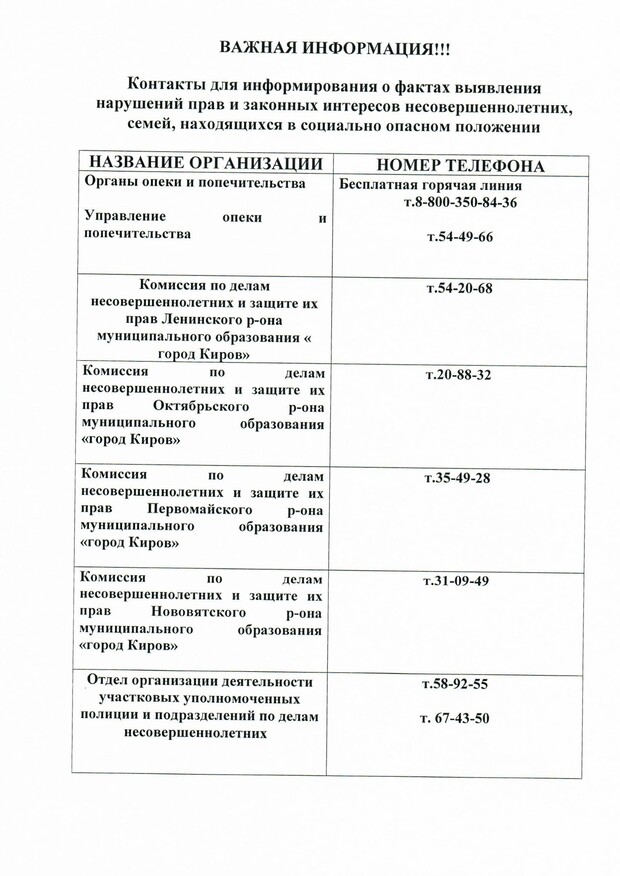 ВАЖНАЯ ИНФОРМАЦИЯ!!!
Контакты для информирования о фактах выявления
нарушений прав и законных интересов несовершеннолетних,
семей, находящихся в социально опасном положении
НАЗВАНИЕ ОРГАНИЗАЦИИ НОМЕР ТЕЛЕФОНА
Органы опеки и попечительства
Управление опеки и
попечительства
Бесплатная горячая линия
т.8-800-350-84-36
т.54-49-66
Комиссия по делам
несовершеннолетних и защите их
прав Ленинского р-она
муниципального образования «
город Киров»
т.54-20-68
Комиссия по делам
несовершеннолетних и защите их
прав Октябрьского р-она
муниципального образования
«город Киров»
т.20-88-32
Комиссия по делам
несовершеннолетних и защите их
прав Первомайского р-она
муниципального образования
«город Киров»
т.35-49-28
Комиссия по делам
несовершеннолетних и защите их
прав Нововятского р-она
муниципального образования
«город Киров»
т.31-09-49
Отдел организации деятельности
участковых уполномоченных
полиции и подразделений по делам
несовершеннолетних
т.58-92-55
т. 67-43-50